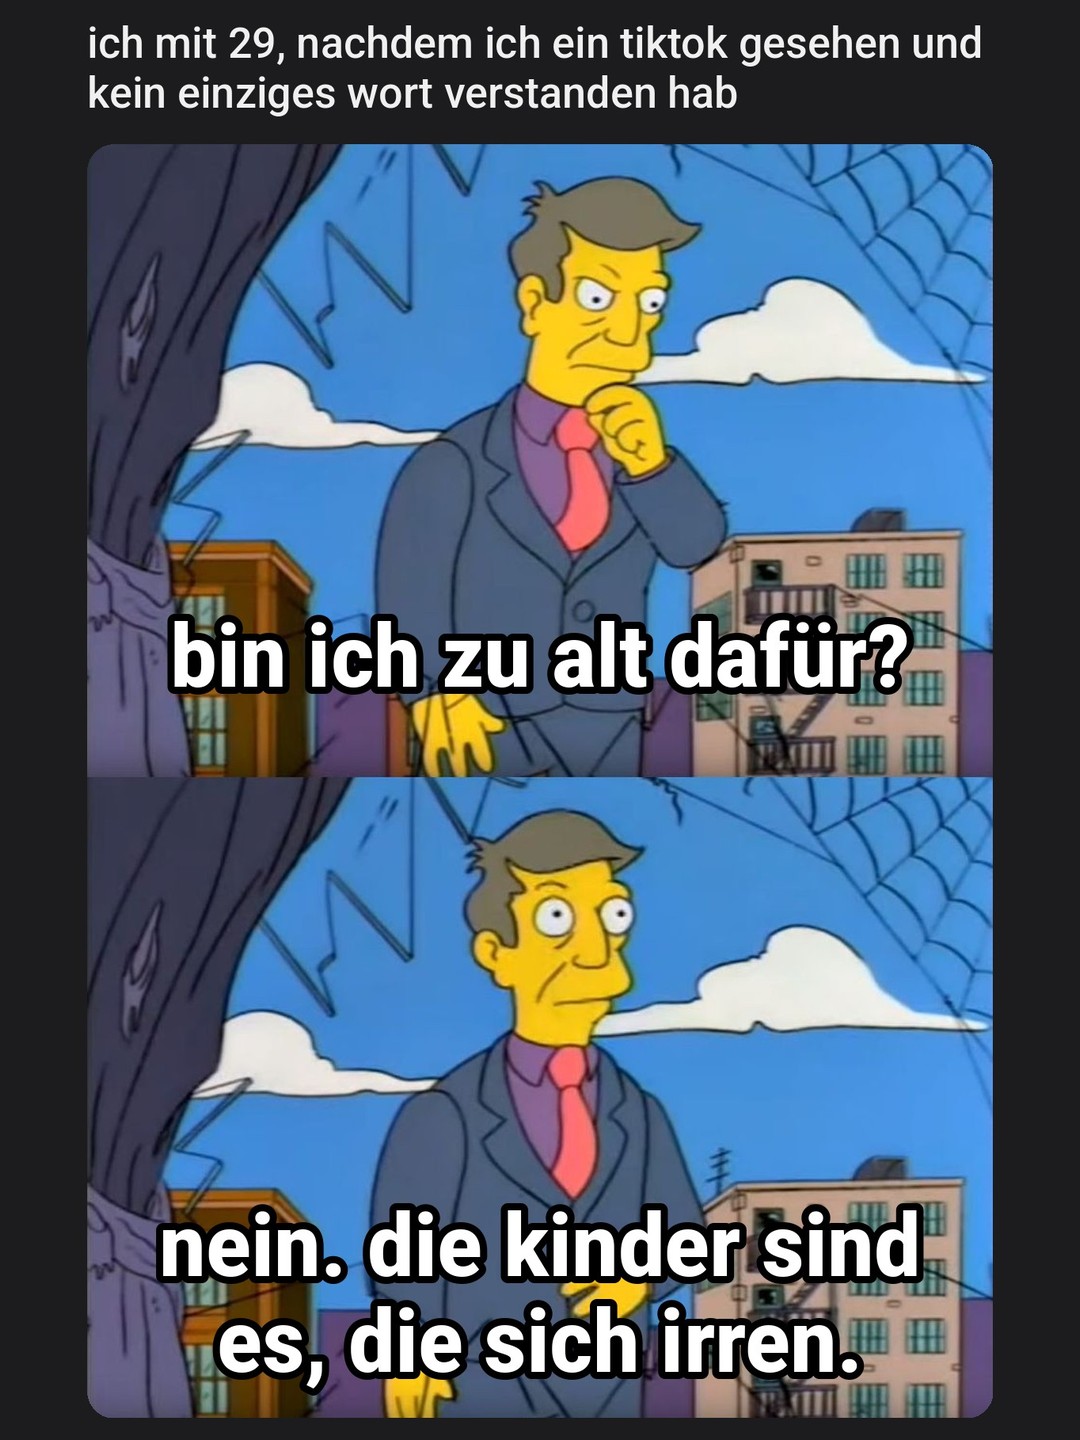 ich mit 29, nachdem ich ein tiktok gesehen und
kein einziges wort verstanden hab
bin ich zu alt dafür?
nein. die kinder sind
es, die sich irren.